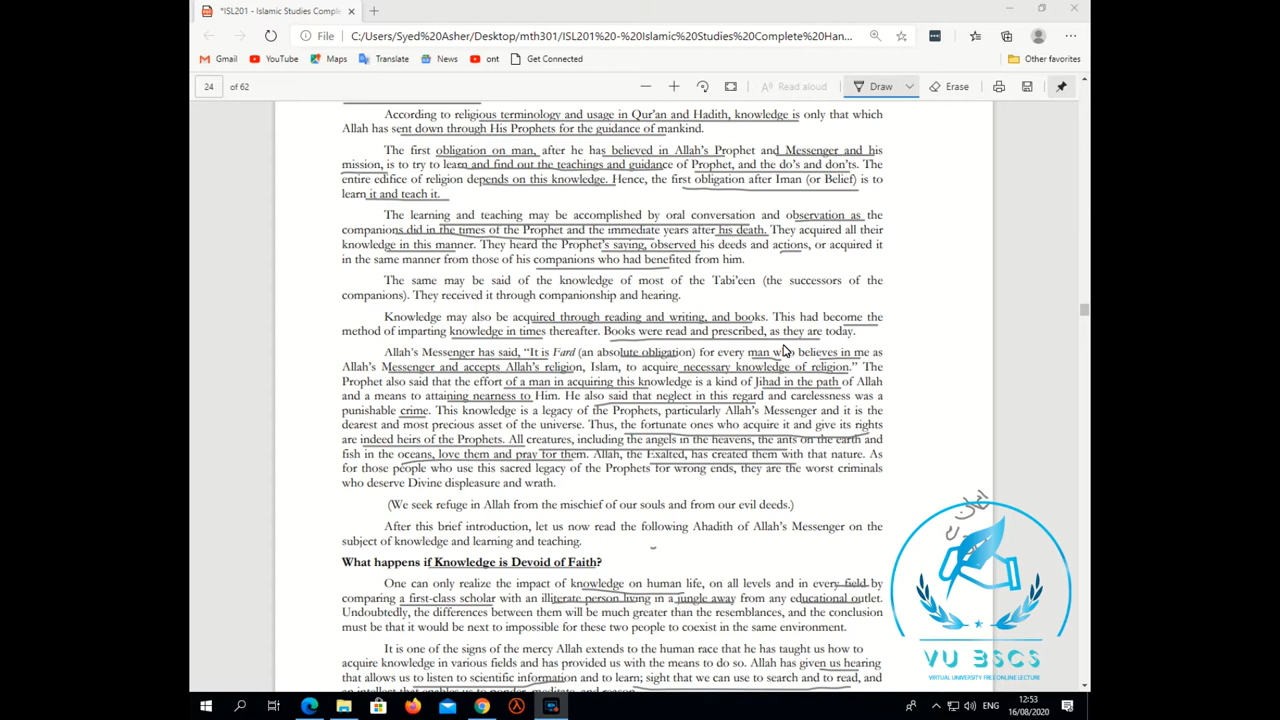 *ISL201 - Islamic Studies Comple
File
C:/Users/Syed%20Asher/Desktop/mth301/ISL201%20-%20Islamic%20Studies%20Complete%20Han...
Gmail YouTube Maps Translate News ont Get Connected Other favorites
24 of 62 Read aloud Draw Erase
According to religious terminology and usage in Qur'an and Hadith, knowledge is only that which
Allah has sent down through His Prophets for the guidance of mankind.
The first obligation on man, after he has believed in Allah's Prophet and Messenger and his
mission, is to try to learn and find out the teachings and guidance of Prophet, and the do's and don'ts. The
entire edifice of religion depends on this knowledge. Hence, the first obligation after Iman (or Belief) is to
learn it and teach it.
The learning and teaching may be accomplished by oral conversation and observation as the
companions did in the times of the Prophet and the immediate years after his death. They acquired all their
knowledge in this manner. They heard the Prophet's saying, observed his deeds and actions, or acquired it
in the same manner from those of his companions who had benefited from him.
The same may be said of the knowledge of most of the Tabi'een (the successors of the
companions). They received it through companionship and hearing.
Knowledge may also be acquired through reading and writing, and books. This had become the
method of imparting knowledge in times thereafter. Books were read and prescribed, as they are today.
Allah's Messenger has said, "It is Fard (an absolute obligation) for every man who believes in me as
Allah's Messenger and accepts Allah's religion, Islam, to acquire necessary knowledge of religion." The
Prophet also said that the effort of a man in acquiring this knowledge is a kind of Jihad in the path of Allah
and a means to attaining nearness to Him. He also said that neglect in this regard and carelessness was a
punishable crime. This knowledge is a legacy of the Prophets, particularly Allah's Messenger and it is the
dearest and most precious asset of the universe. Thus, the fortunate ones who acquire it and give its rights
are indeed heirs of the Prophets. All creatures, including the angels in the heavens, the ants on the earth and
fish in the oceans, love them and pray for them. Allah, the Exalted, has created them with that nature. As
for those people who use this sacred legacy of the Prophets for wrong ends, they are the worst criminals
who deserve Divine displeasure and wrath.
(We seek refuge in Allah from the mischief of our souls and from our evil deeds.)
After this brief introduction, let us now read the following Ahadith of Allah's Messenger on the
subject of knowledge and learning and teaching.
What happens if Knowledge is Devoid of Faith?
One can only realize the impact of knowledge on human life, on all levels and in every field by
comparing a first-class scholar with an illiterate person living in a jungle away from any educational outlet.
Undoubtedly, the differences between them will be much greater than the resemblances, and the conclusion
must be that it would be next to impossible for these two people to coexist in the same environment.
It is one of the signs of the mercy Allah extends to the human race that he has taught us how to
acquire knowledge in various fields and has provided us with the means to do so. Allah has given us hearing
that allows us to listen to scientific information and to learn; sight that we can use to search and to read, and
an intellect that enables us to ponder, meditate, and reason.
VU BSCS
VIRTUAL UNIVERSITY FREE ONLINE LECTURE
ENG
12:53
16/08/2020